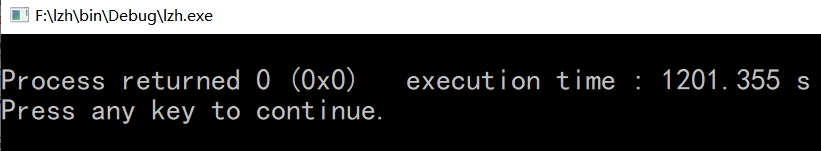 F:\lzh\bin\Debug\lzh.exe
Process returned 0 (0x0)   execution time : 1201.355 s
Press any key to continue.